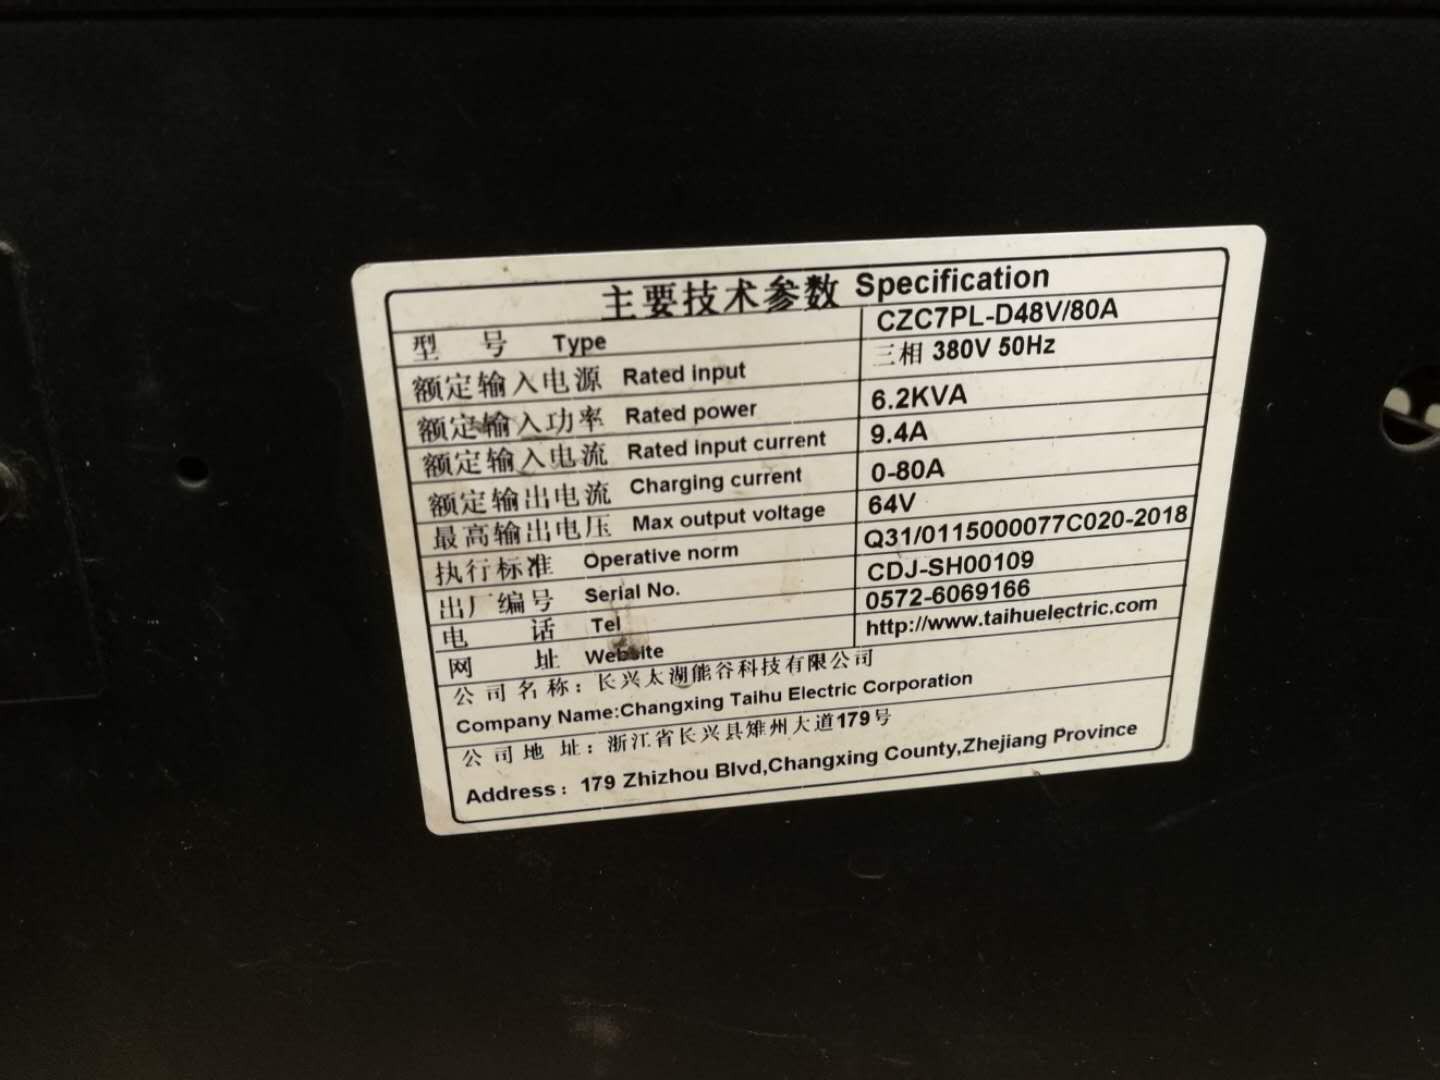 主要技术参数 Specification
型 号 Type CZC7PL-D48V/80A
额定输入电源 Rated input 三相 380V 50Hz
额定输入功率 Rated power 6.2KVA
额定输入电流 Rated input current 9.4A
额定输出电流 Charging current 0-80A
最高输出电压 Max output voltage 64V
执行标准 Operative norm Q31/0115000077C020-2018
出厂编号 Serial No. CDJ-SH00109
电 话 Tel 0572-6069166
网 址 Website http://www.taihuelectric.com
公司名称：长兴太湖能谷科技有限公司
Company Name:Changxing Taihu Electric Corporation
公司地址：浙江省长兴县雉州大道179号
Address：179 Zhizhou Blvd,Changxing County,Zhejiang Province